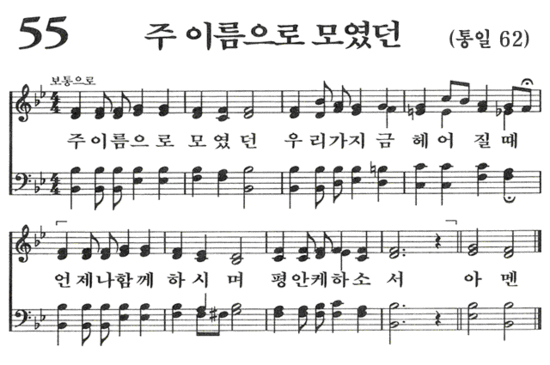 55 주 이름으로 모였던 (통일 62)
보통으로
주 이름 으 로 모 였 던 우 리 가 지 금 헤 어 질 때
언 제 나 함 께 하 시 며 평 안 케 하 소 서 아 멘